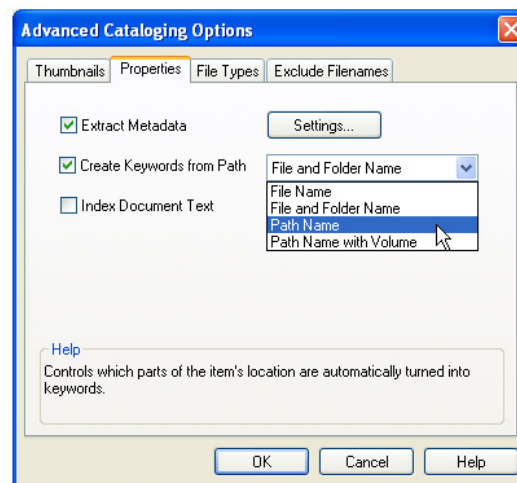 Advanced Cataloging Options
Thumbnails Properties File Types Exclude Filenames
Extract Metadata Settings...
Create Keywords from Path File and Folder Name
File Name
Index Document Text File and Folder Name
Path Name
Path Name with Volume
Help
Controls which parts of the item's location are automatically turned into
keywords.
OK Cancel Help